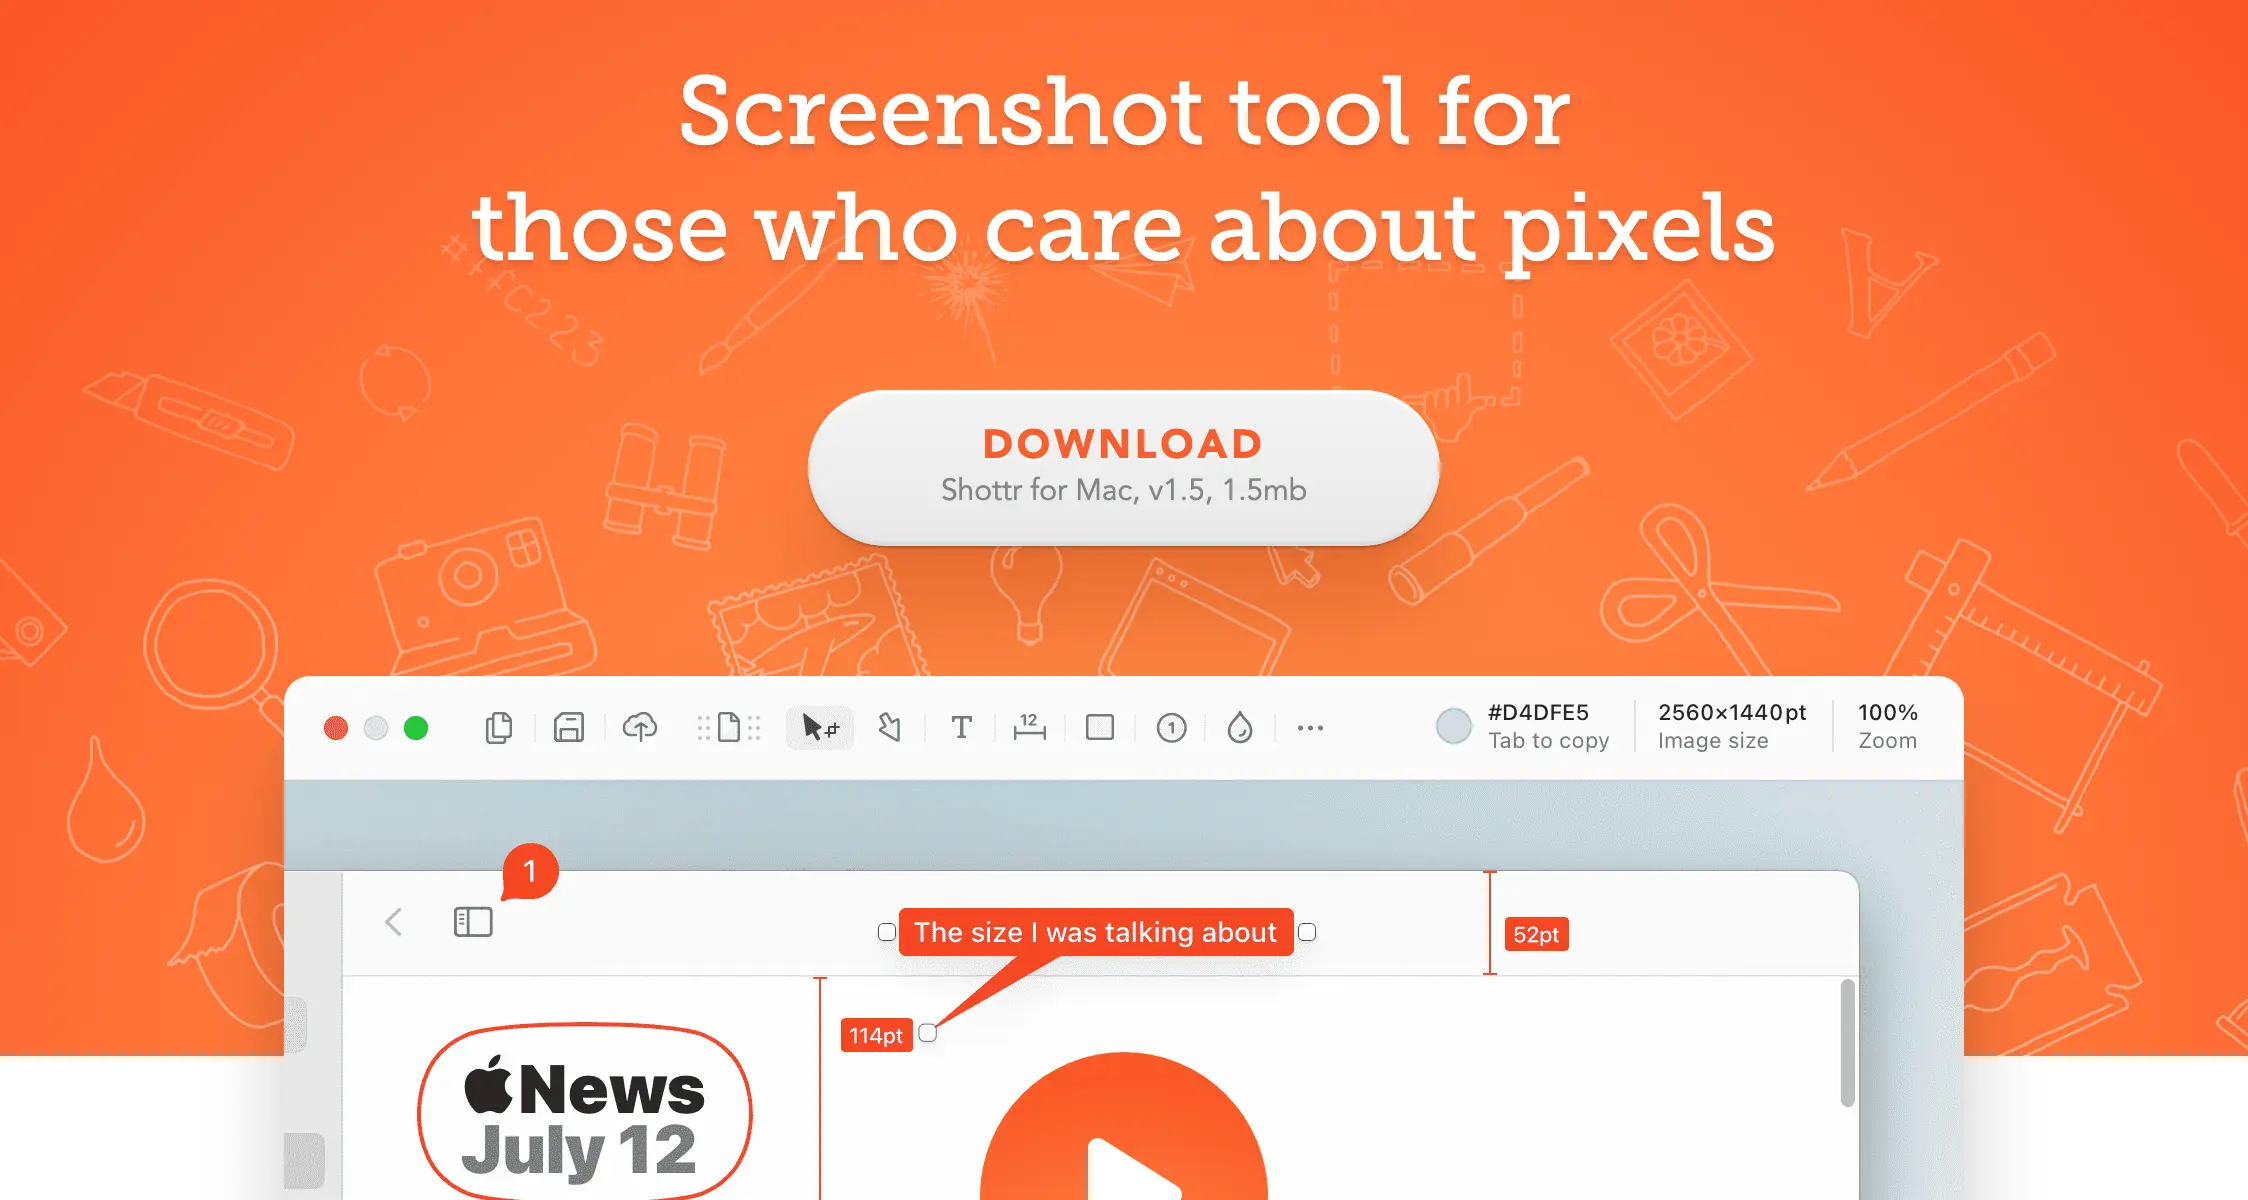 Screenshot tool for
those who care about pixels
##fC223
A
DOWNLOAD
Shottr for Mac, v1.5, 1.5mb
T
12
1
#D4DFE5
Tab to copy
2560×1440pt
Image size
100%
Zoom
1
The size I was talking about
52pt
114pt
News
July 12